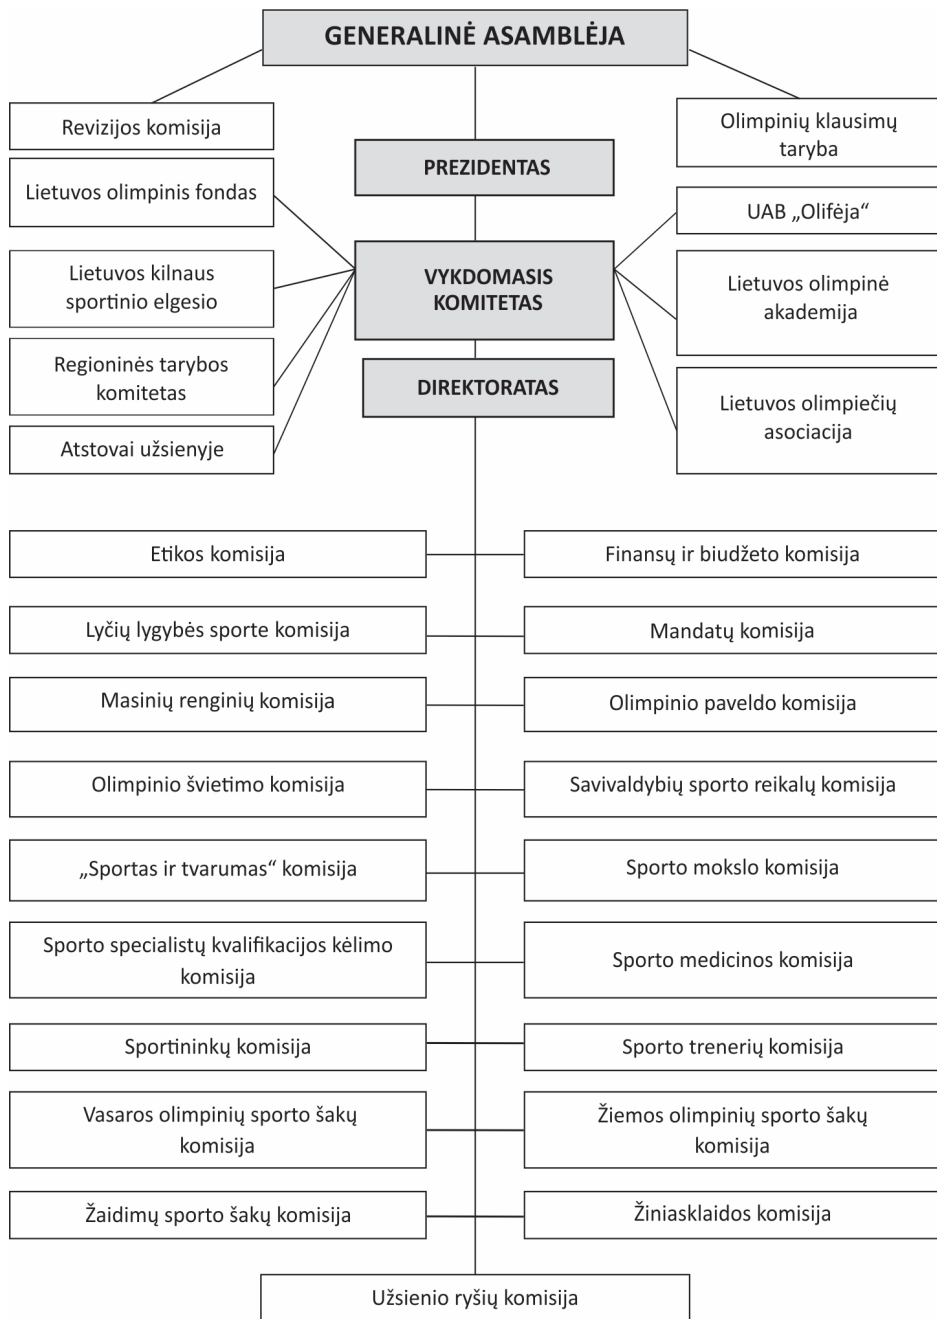 GENERALINĖ ASAMBLĖJA
Revizijos komisija
Olimpinių klausimų
taryba
PREZIDENTAS
Lietuvos olimpinis fondas
UAB „Olifėja“
VYKDOMASIS
KOMITETAS
Lietuvos kilnaus
sportinio elgesio
Lietuvos olimpinė
akademija
Regioninės tarybos
komitetas
DIREKTORATAS
Lietuvos olimpiečių
asociacija
Atstovai užsienyje
Etikos komisija
Finansų ir biudžeto komisija
Lyčių lygybės sporte komisija
Mandatų komisija
Masinių renginių komisija
Olimpinio paveldo komisija
Olimpinio švietimo komisija
Savivaldybių sporto reikalų komisija
„Sportas ir tvarumas“ komisija
Sporto mokslo komisija
Sporto specialistų kvalifikacijos kėlimo
komisija
Sporto medicinos komisija
Sportininkų komisija
Sporto trenerių komisija
Vasaros olimpinių sporto šakų
komisija
Žiemos olimpinių sporto šakų
komisija
Žaidimų sporto šakų komisija
Žiniasklaidos komisija
Užsienio ryšių komisija